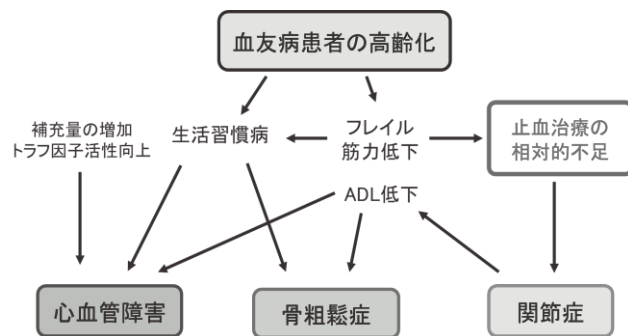 血友病患者の高齢化
補充量の増加
トラフ因子活性向上
生活習慣病
フレイル
筋力低下
ADL低下
止血治療の
相対的不足
心血管障害
骨粗鬆症
関節症